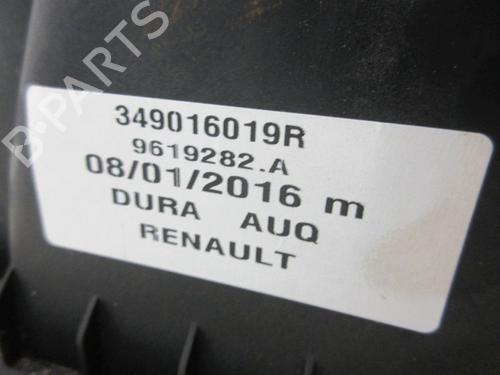 B-PARTS
349016019R
9619282.A
08/01/2016 m
DURA AUQ
RENAULT